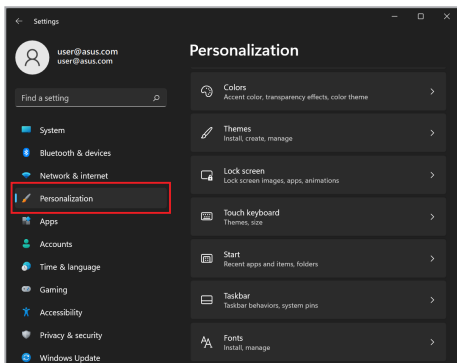 Settings
user@asus.com
user@asus.com
Find a setting
System
Bluetooth & devices
Network & internet
Personalization
Apps
Accounts
Time & language
Gaming
Accessibility
Privacy & security
Windows Update
Personalization
Colors
Accent color, transparency effects, color theme
Themes
Install, create, manage
Lock screen
Lock screen images, apps, animations
Touch keyboard
Themes, size
Start
Recent apps and items, folders
Taskbar
Taskbar behaviors, system pins
Fonts
Install, manage